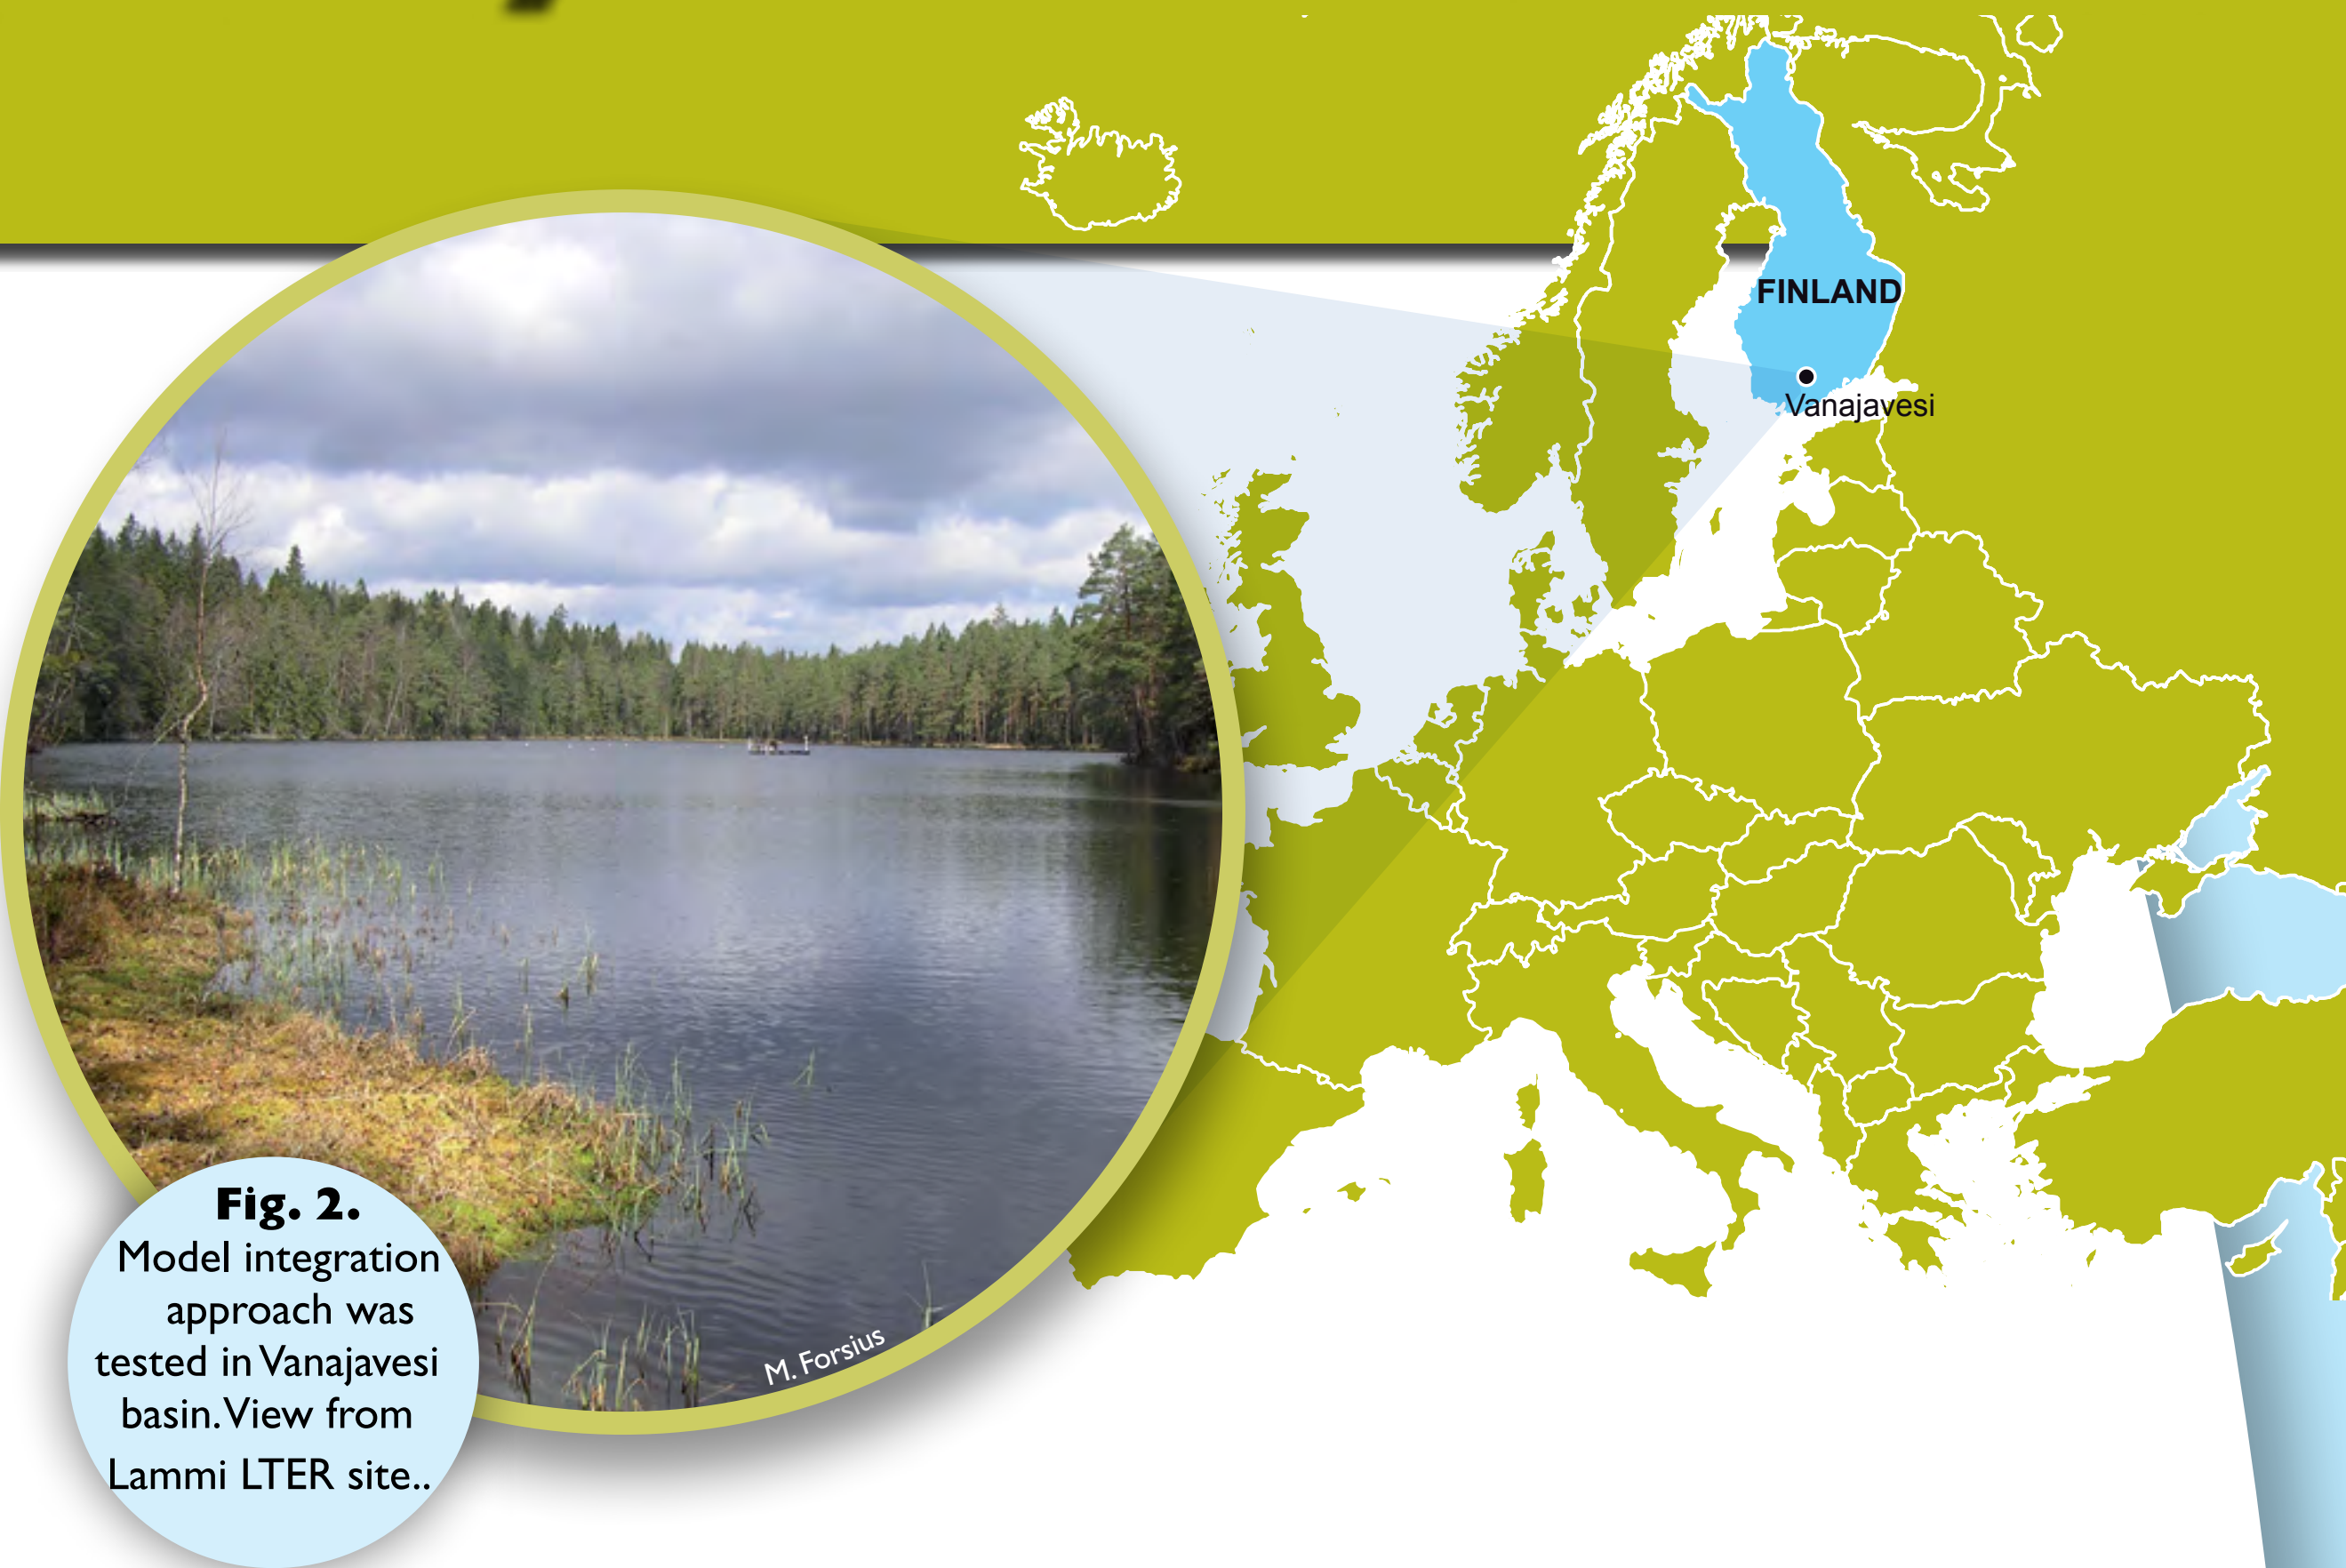 FINLAND
Vanajavesi
Fig. 2.
Model integration
approach was
tested in Vanajavesi
basin. View from
Lammi LTER site..
M. Forsius